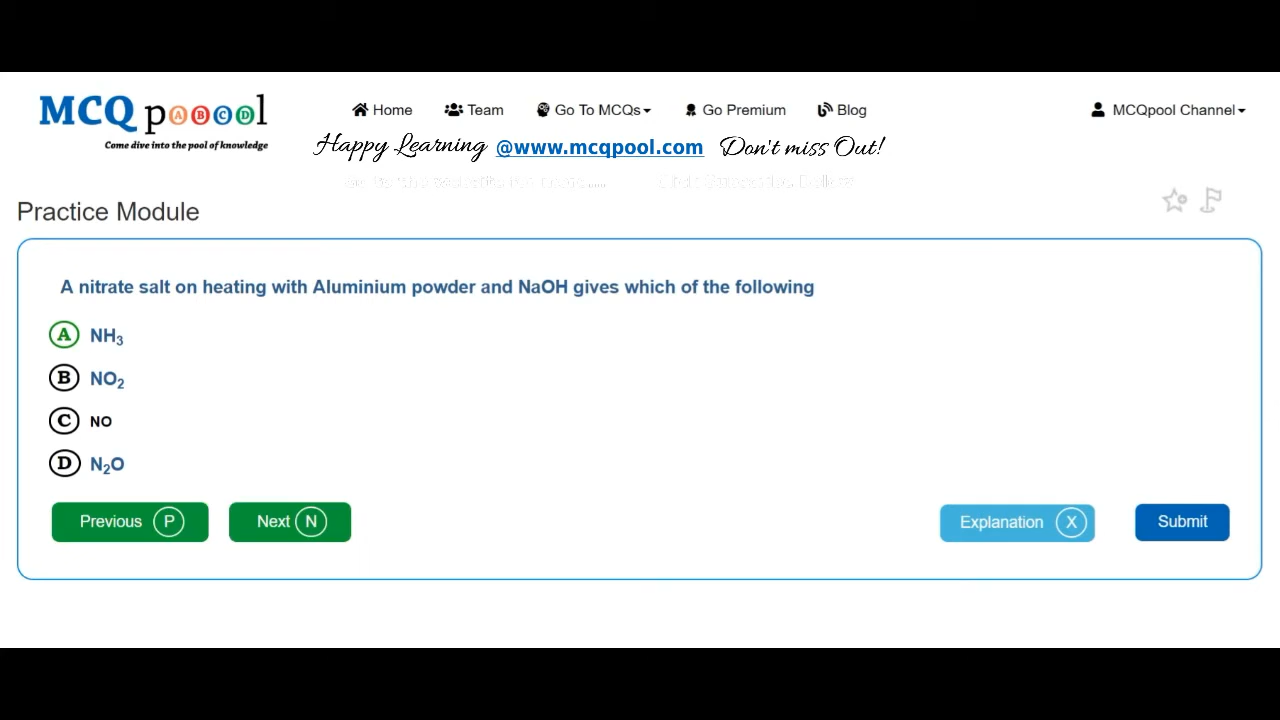 MCQ pABCDl
Come dive into the pool of knowledge
Home Team Go To MCQs Go Premium Blog MCQpool Channel
Happy Learning @www.mcqpool.com Don't miss Out!
Practice Module
A nitrate salt on heating with Aluminium powder and NaOH gives which of the following
A NH₃
B NO₂
C NO
D N₂O
Previous P Next N Explanation X Submit